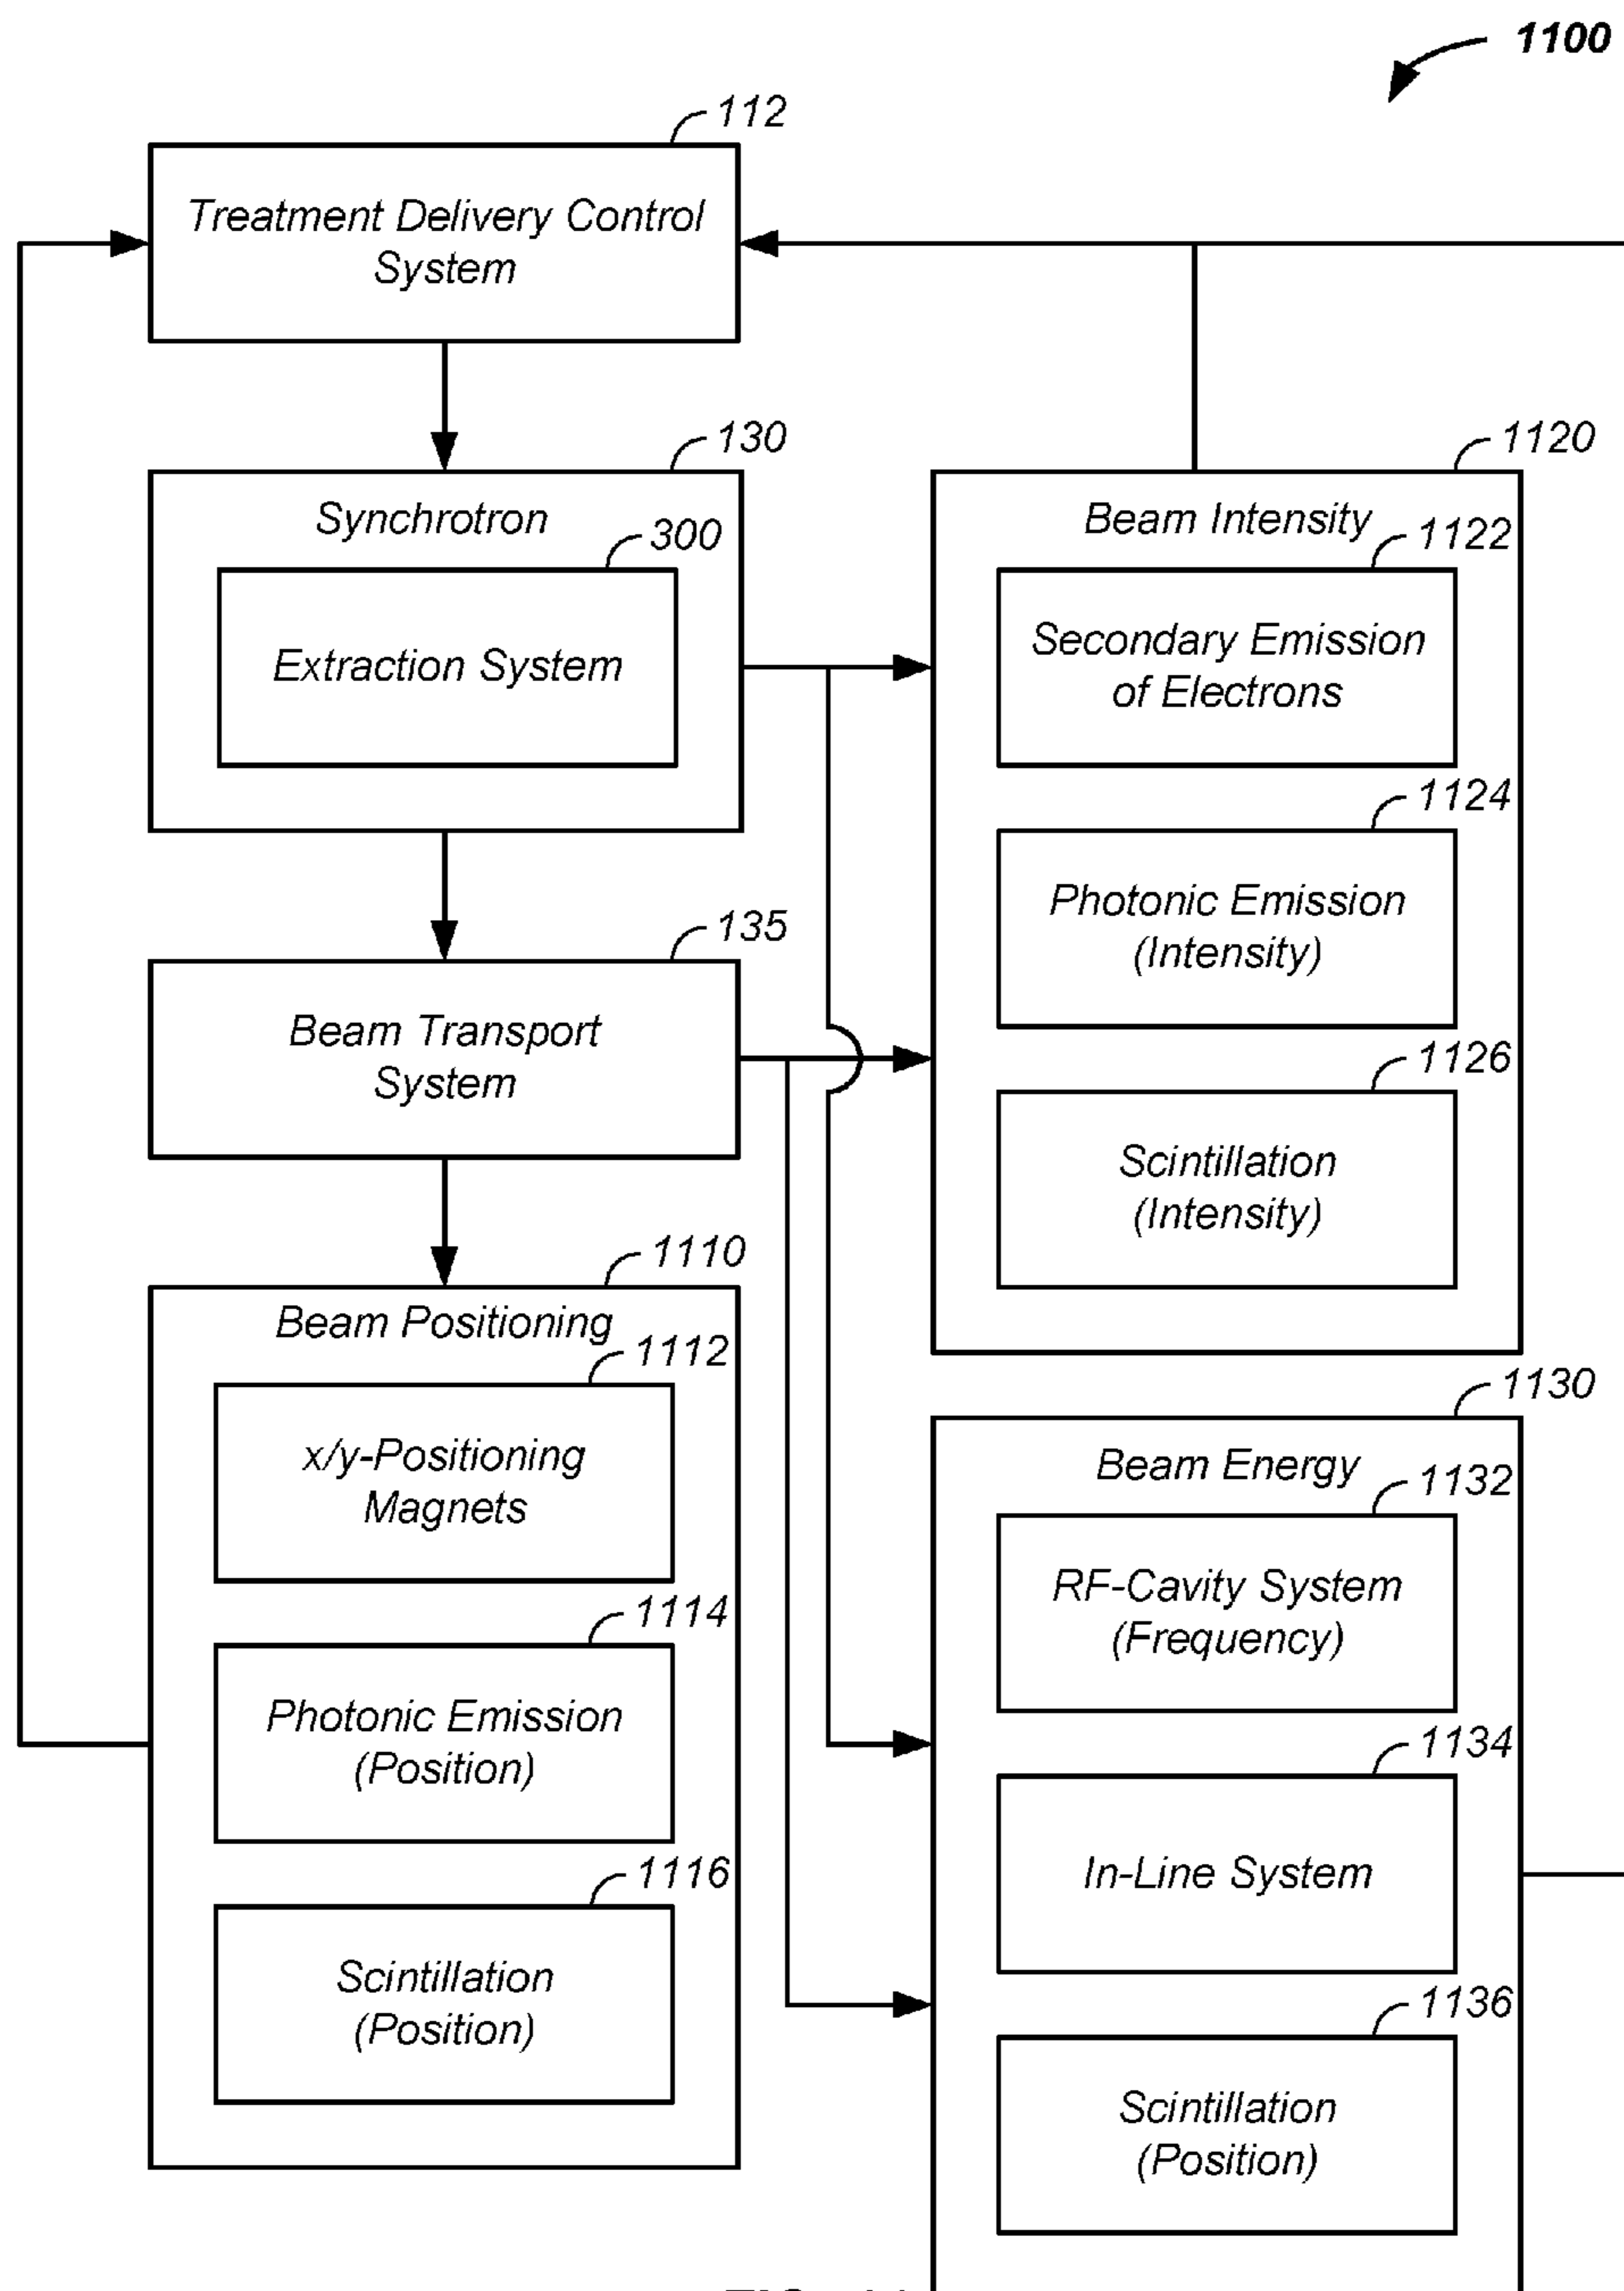 1100
112
Treatment Delivery Control
System
130
Synchrotron
300
Extraction System
135
Beam Transport
System
1110
Beam Positioning
1112
x/y-Positioning
Magnets
1114
Photonic Emission
(Position)
1116
Scintillation
(Position)
1120
Beam Intensity
1122
Secondary Emission
of Electrons
1124
Photonic Emission
(Intensity)
1126
Scintillation
(Intensity)
1130
Beam Energy
1132
RF-Cavity System
(Frequency)
1134
In-Line System
1136
Scintillation
(Position)